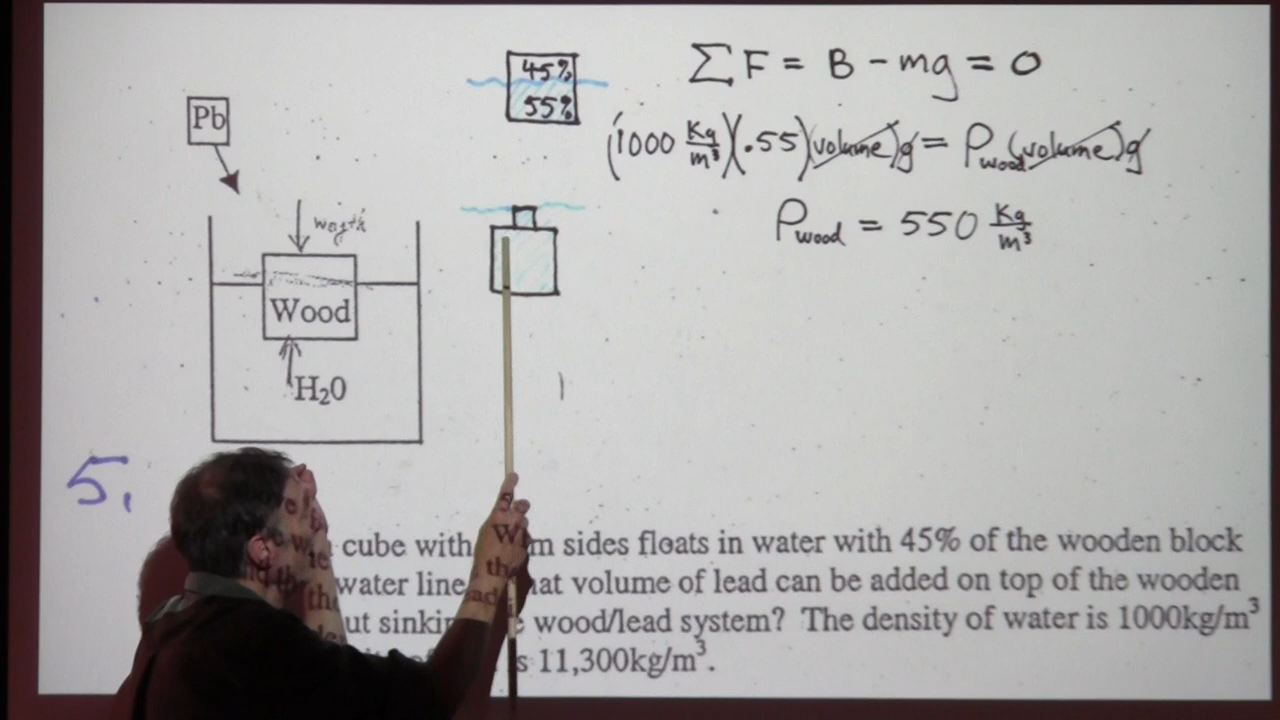 45%
55%
ΣF = B - mg = 0
(1000 Kg/m³)(.55)(volume)g = ρwood(volume)g
ρwood = 550 Kg/m³
Pb
Wood
H₂0
5.
cube with m sides floats in water with 45% of the wooden block
water line at volume of lead can be added on top of the wooden
ut sinkin wood/lead system? The density of water is 1000kg/m³
s 11,300kg/m³.